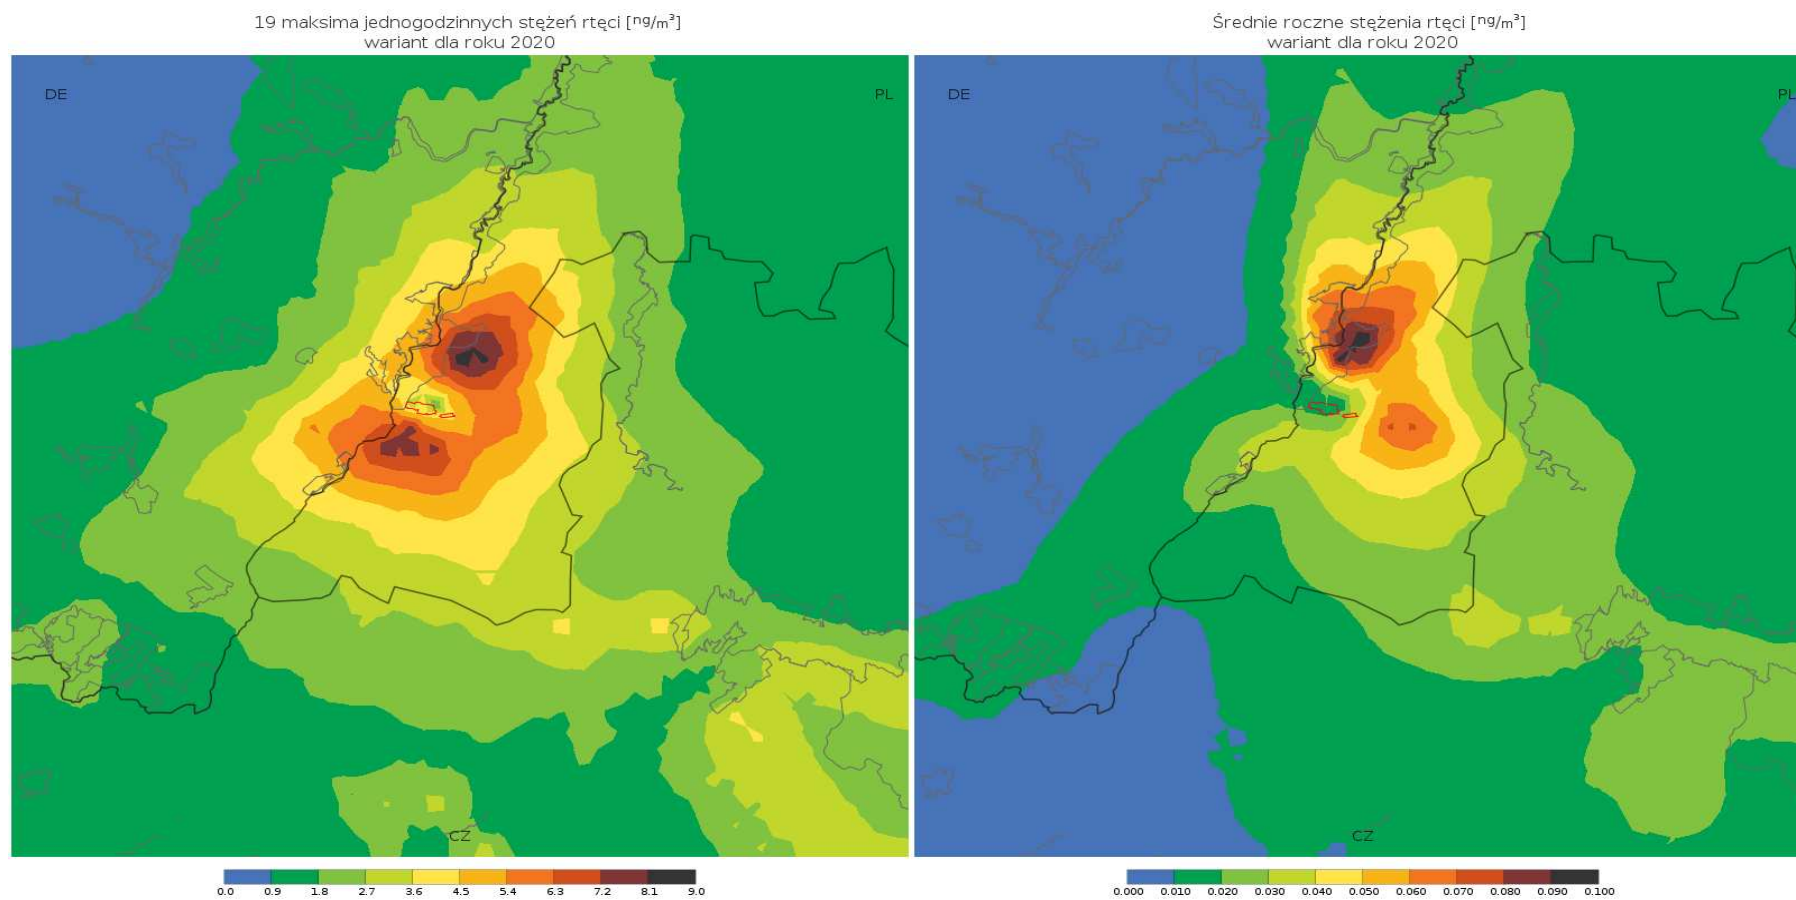 19 maksima jednogodzinnych stężeń rtęci [ng/m³]
wariant dla roku 2020
DE
PL
CZ
0.0 0.9 1.8 2.7 3.6 4.5 5.4 6.3 7.2 8.1 9.0
Średnie roczne stężenia rtęci [ng/m³]
wariant dla roku 2020
DE
PL
CZ
0.000 0.010 0.020 0.030 0.040 0.050 0.060 0.070 0.080 0.090 0.100